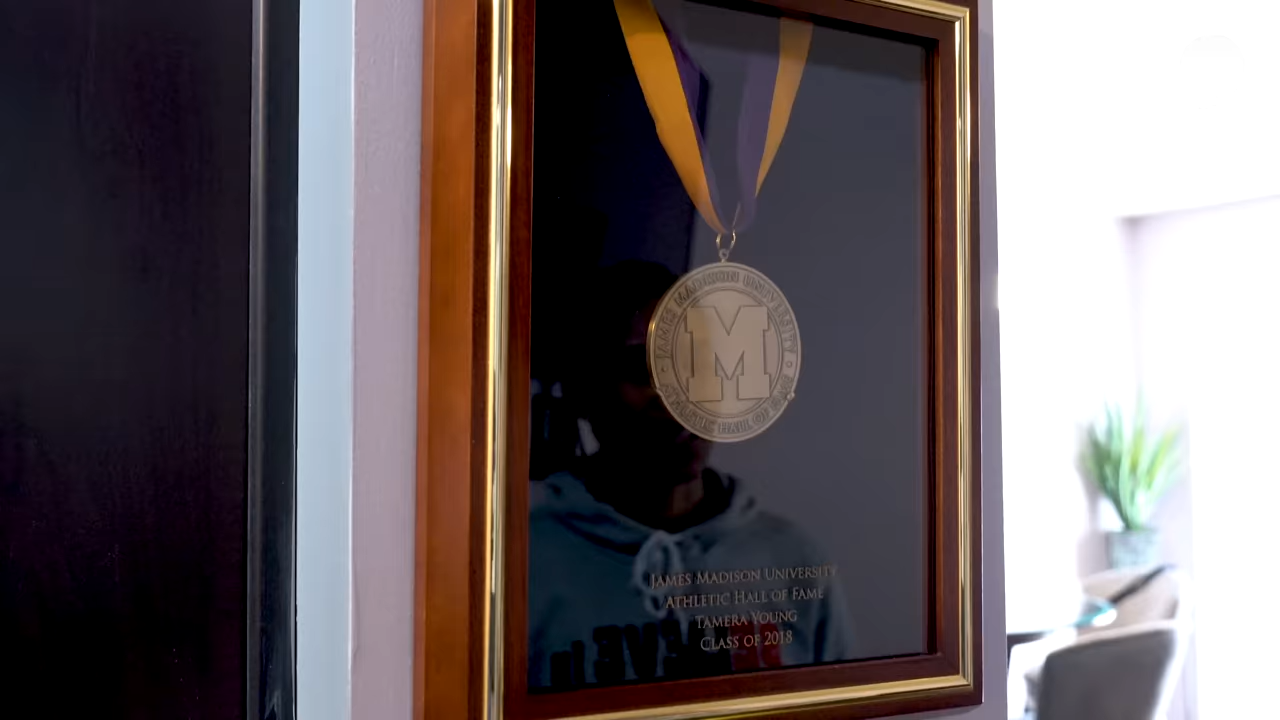 JAMES MADISON UNIVERSITY
M
ATHLETIC HALL OF FAME
JAMES MADISON UNIVERSITY
ATHLETIC HALL OF FAME
TAMERA YOUNG
CLASS OF 2018